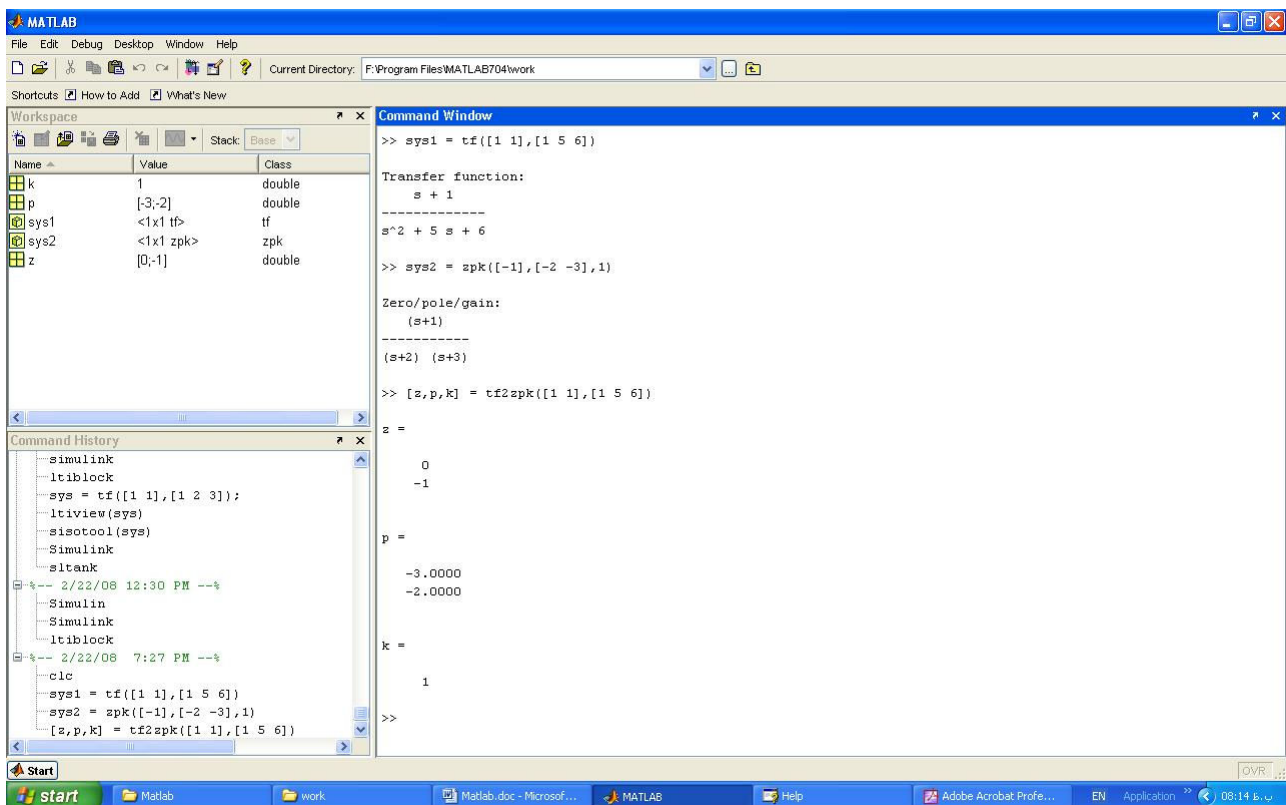 MATLAB
File Edit Debug Desktop Window Help
Current Directory: F:\Program Files\MATLAB704\work
Shortcuts How to Add What's New
Workspace
Stack: Base
Name Value Class
k 1 double
p [-3;-2] double
sys1 <1x1 tf> tf
sys2 <1x1 zpk> zpk
z [0;-1] double
Command History
simulink
ltiblock
sys = tf([1 1],[1 2 3]);
ltiview(sys)
sisotool(sys)
Simulink
sltank
%-- 2/22/08 12:30 PM --%
Simulin
Simulink
ltiblock
%-- 2/22/08 7:27 PM --%
clc
sys1 = tf([1 1],[1 5 6])
sys2 = zpk([-1],[-2 -3],1)
[z,p,k] = tf2zpk([1 1],[1 5 6])
Command Window
>> sys1 = tf([1 1],[1 5 6])
Transfer function:
s + 1
-------------
s^2 + 5 s + 6
>> sys2 = zpk([-1],[-2 -3],1)
Zero/pole/gain:
(s+1)
-----------
(s+2) (s+3)
>> [z,p,k] = tf2zpk([1 1],[1 5 6])
z =
0
-1
p =
-3.0000
-2.0000
k =
1
>>
Start
OVR
start Matlab work Matlab.doc - Microsof... MATLAB Help Adobe Acrobat Profe... EN Application 08:14 ب.ظ